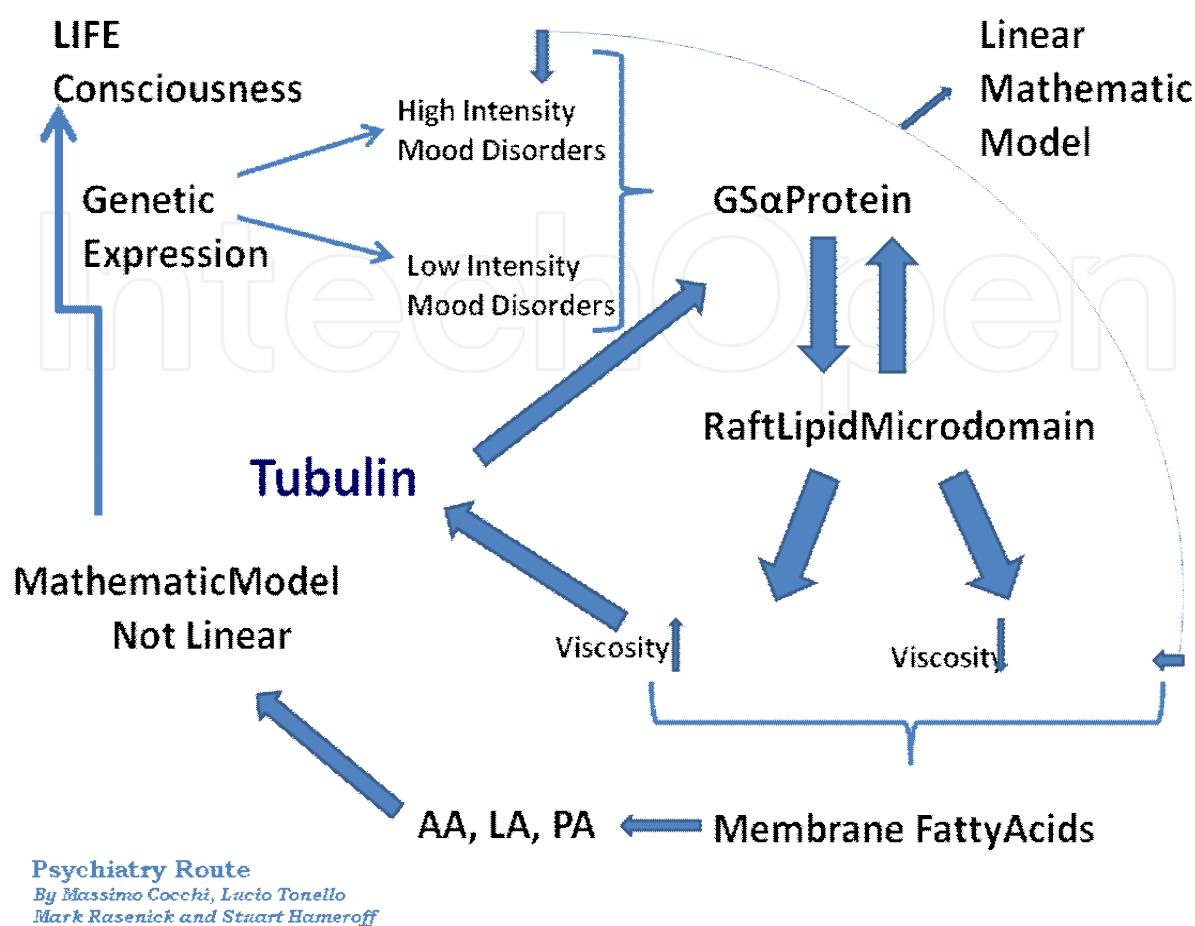 LIFE
Consciousness
Linear
Mathematic
Model
High Intensity
Mood Disorders
Genetic
Expression
GSαProtein
Low Intensity
Mood Disorders
IntechOpen
RaftLipidMicrodomain
Tubulin
MathematicModel
Not Linear
Viscosity
Viscosity
AA, LA, PA
Membrane FattyAcids
Psychiatry Route
By Massimo Cocchi, Lucio Tonello
Mark Rasenick and Stuart Hameroff